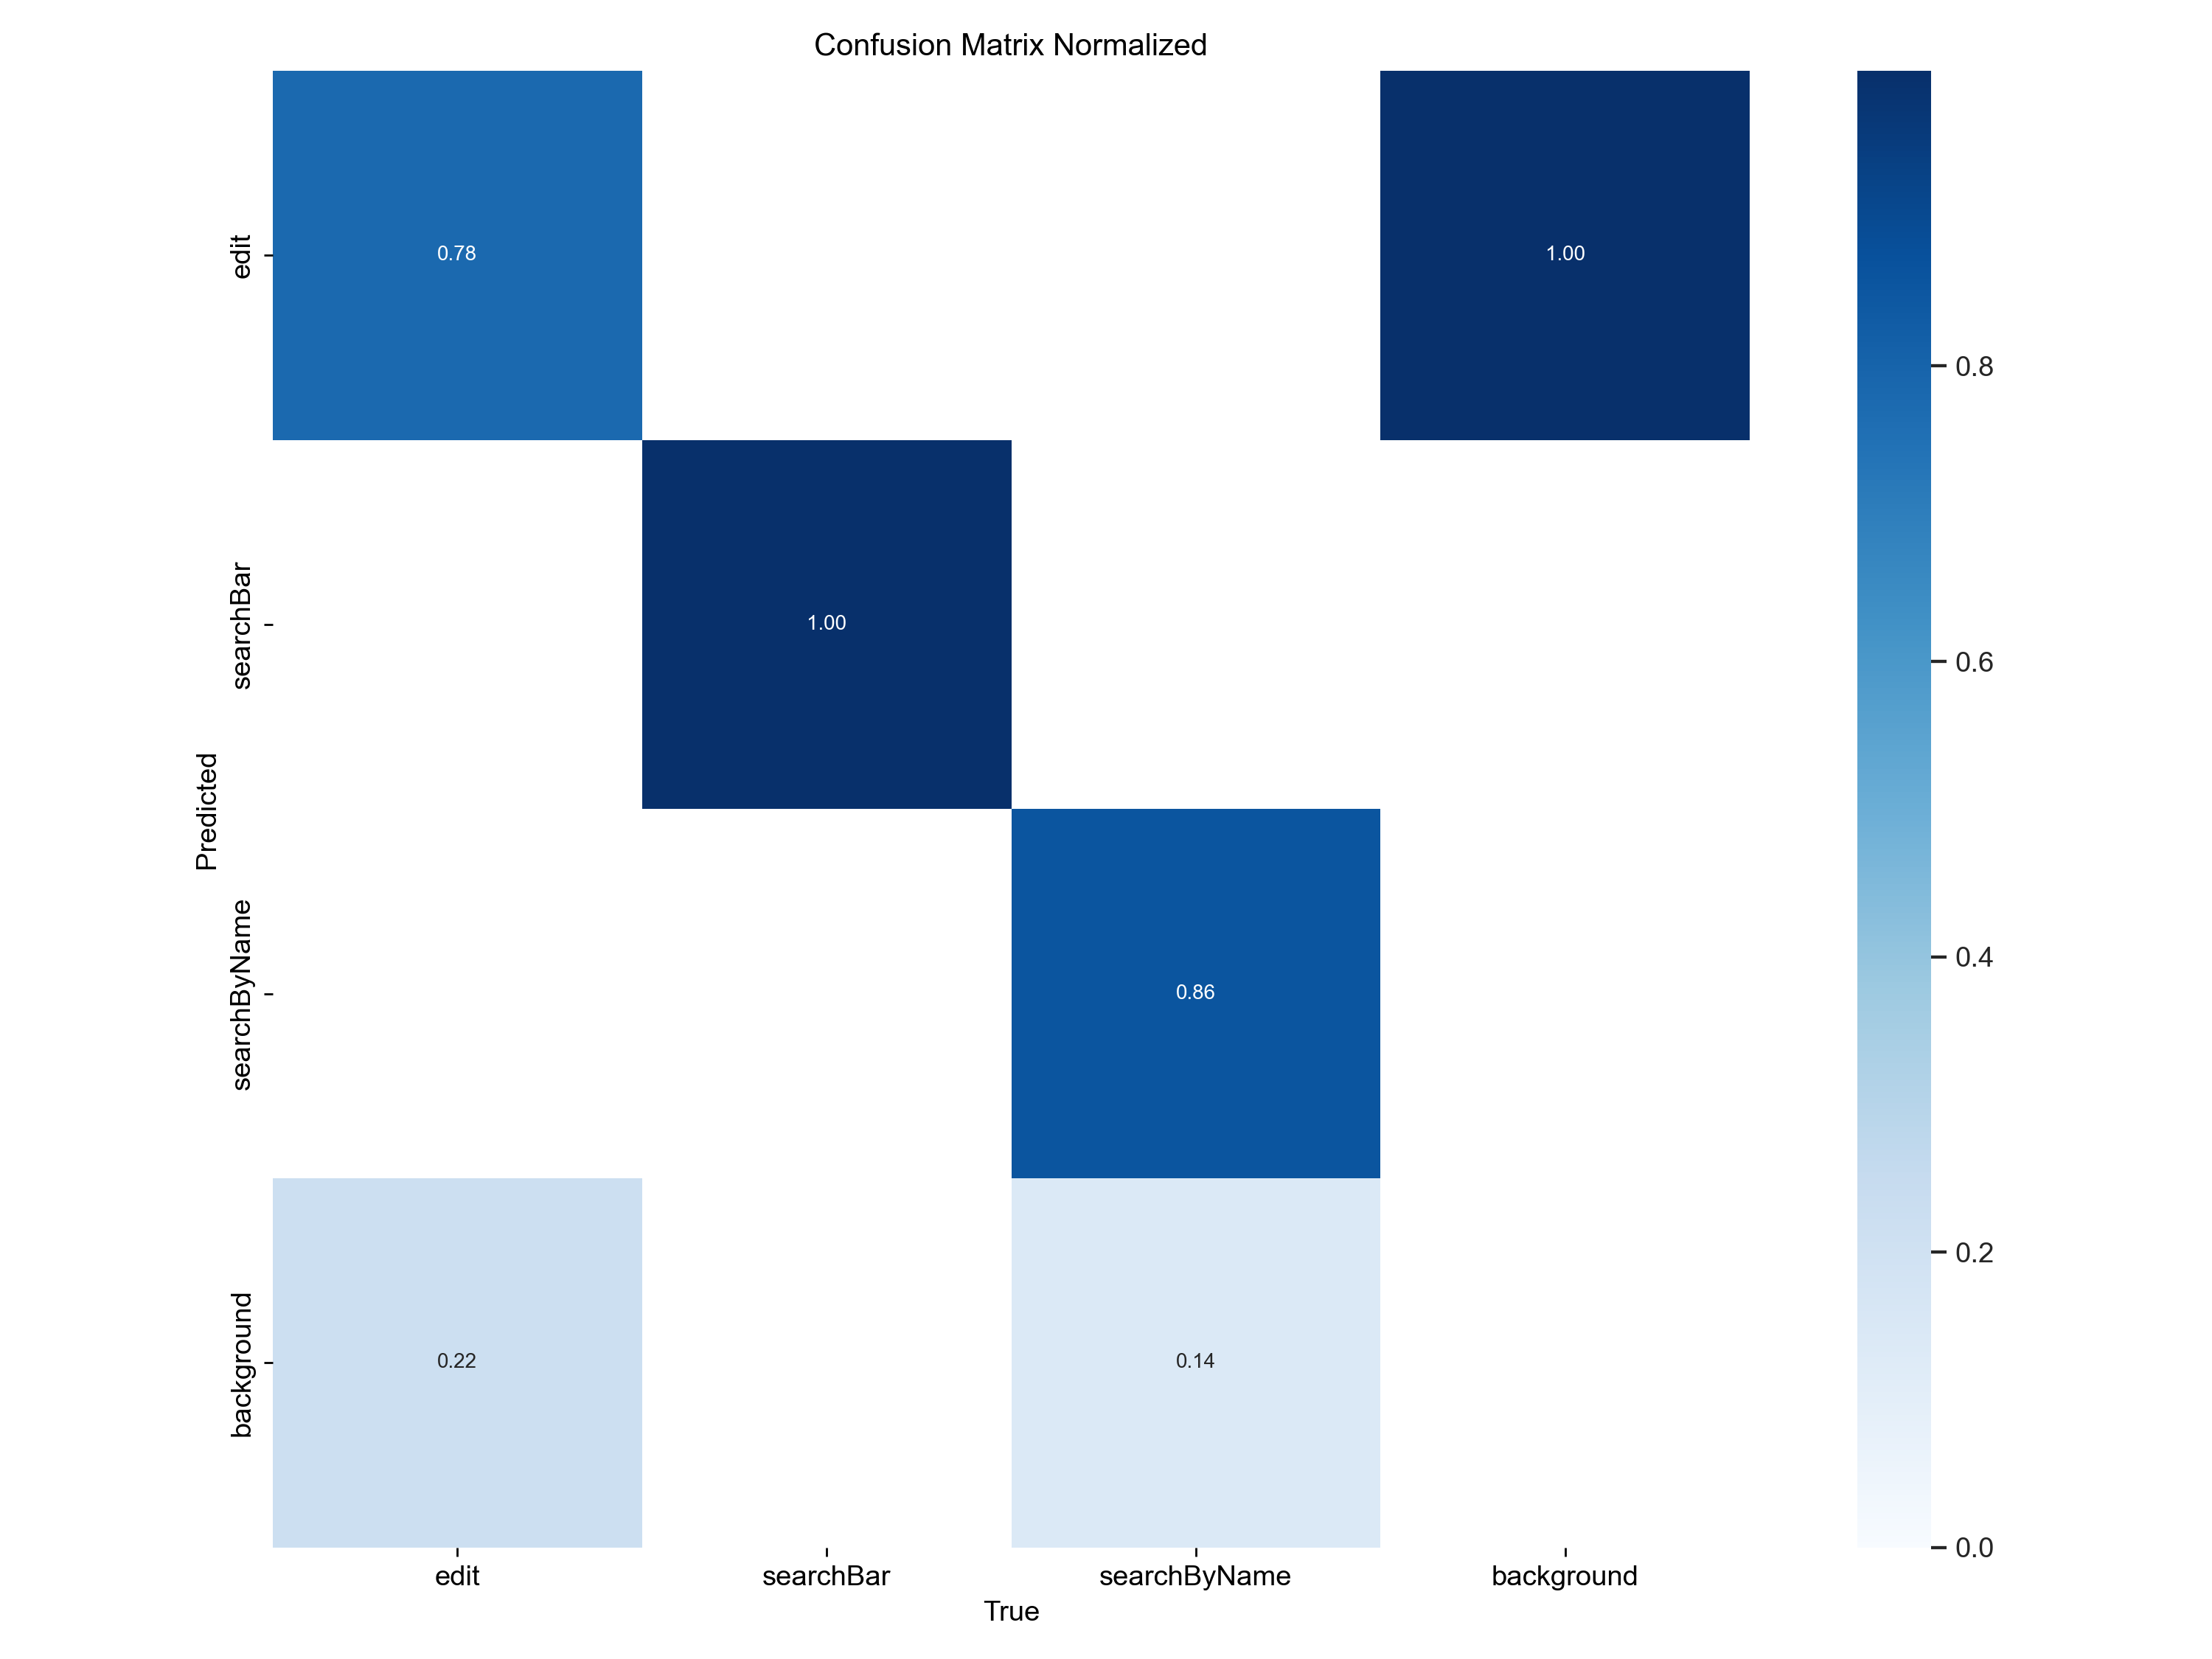 Confusion Matrix Normalized
edit
0.78
1.00
0.8
searchBar
1.00
0.6
Predicted
searchByName
0.86
0.4
background
0.22
0.14
0.2
0.0
edit
searchBar
searchByName
background
True